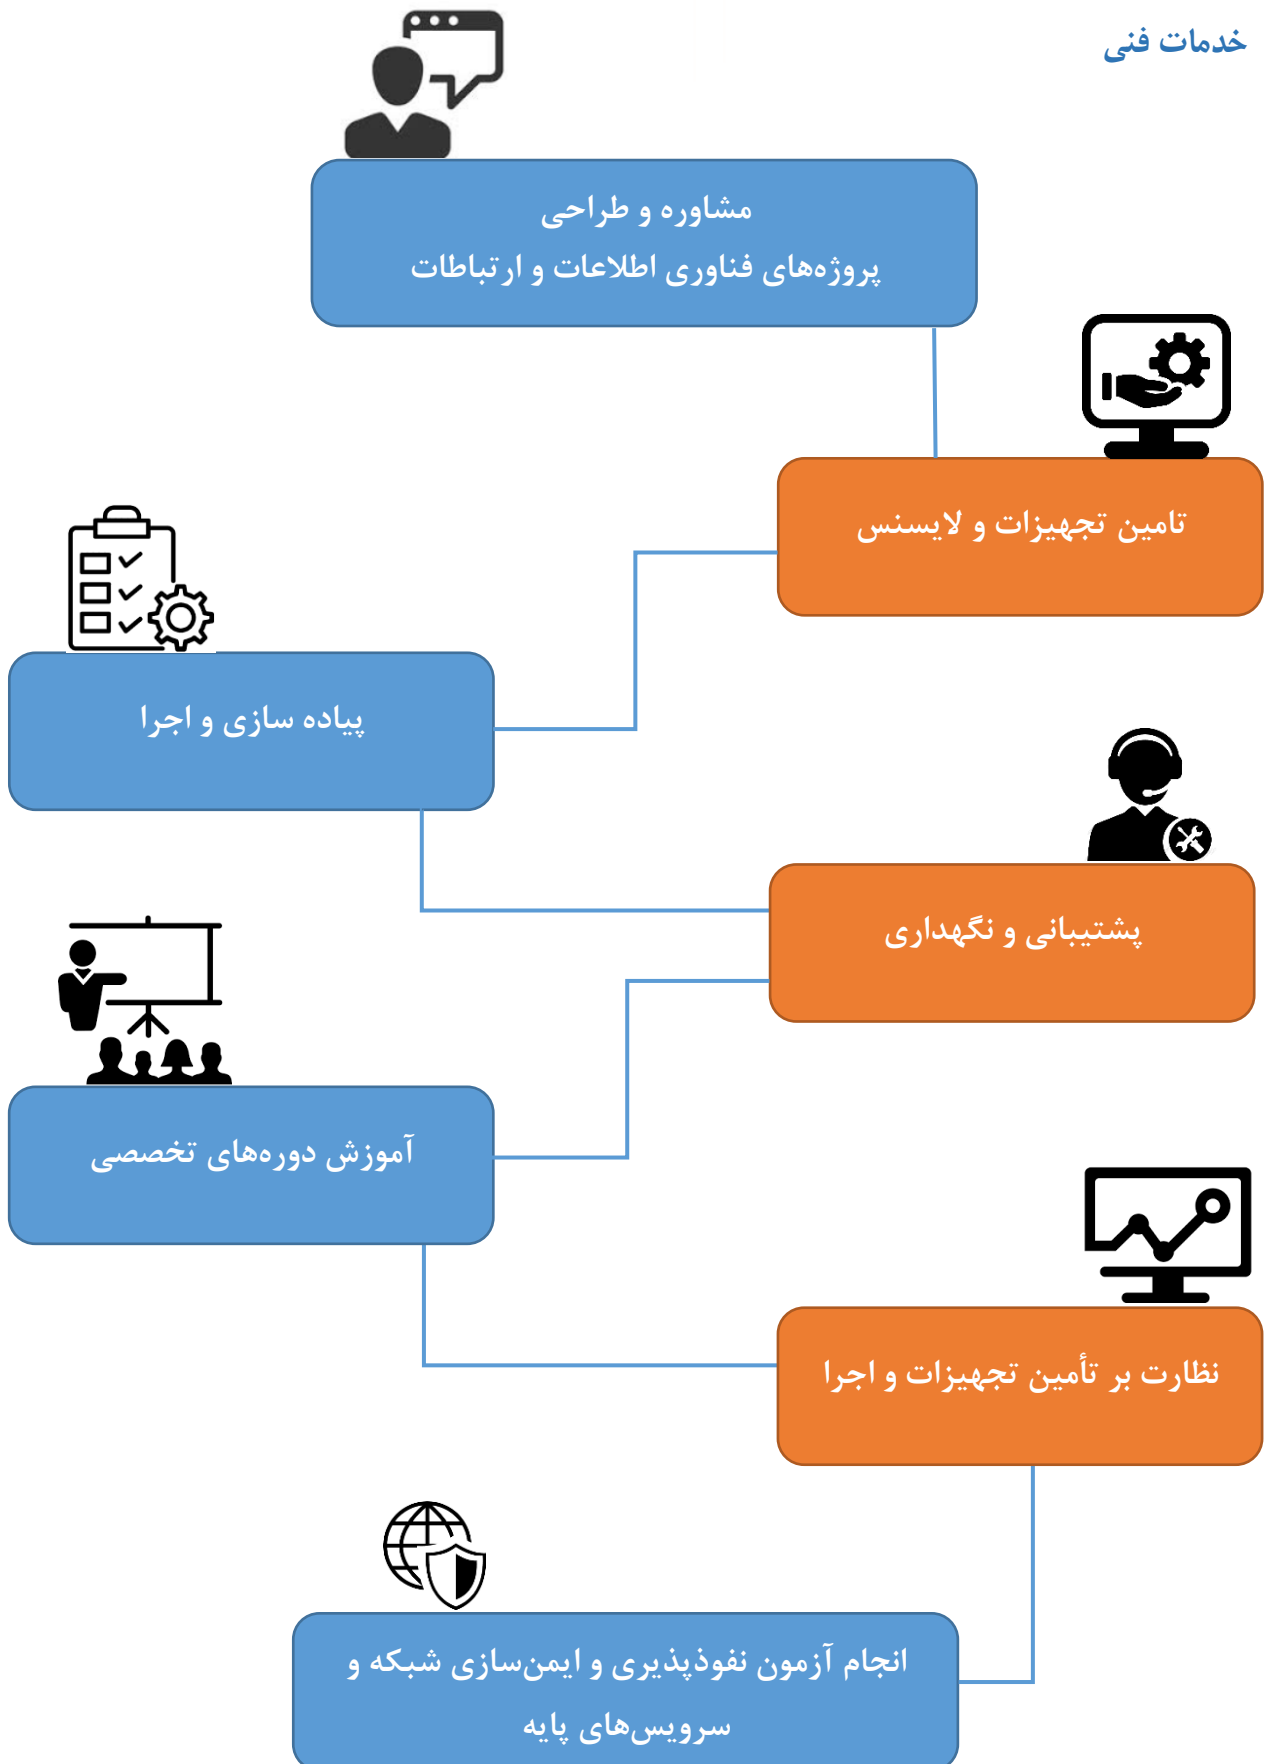 خدمات فنی
مشاوره و طراحی
پروژه‌های فناوری اطلاعات و ارتباطات
تامین تجهیزات و لایسنس
پیاده سازی و اجرا
پشتیبانی و نگهداری
آموزش دوره‌های تخصصی
نظارت بر تأمین تجهیزات و اجرا
انجام آزمون نفوذپذیری و ایمن‌سازی شبکه و
سرویس‌های پایه